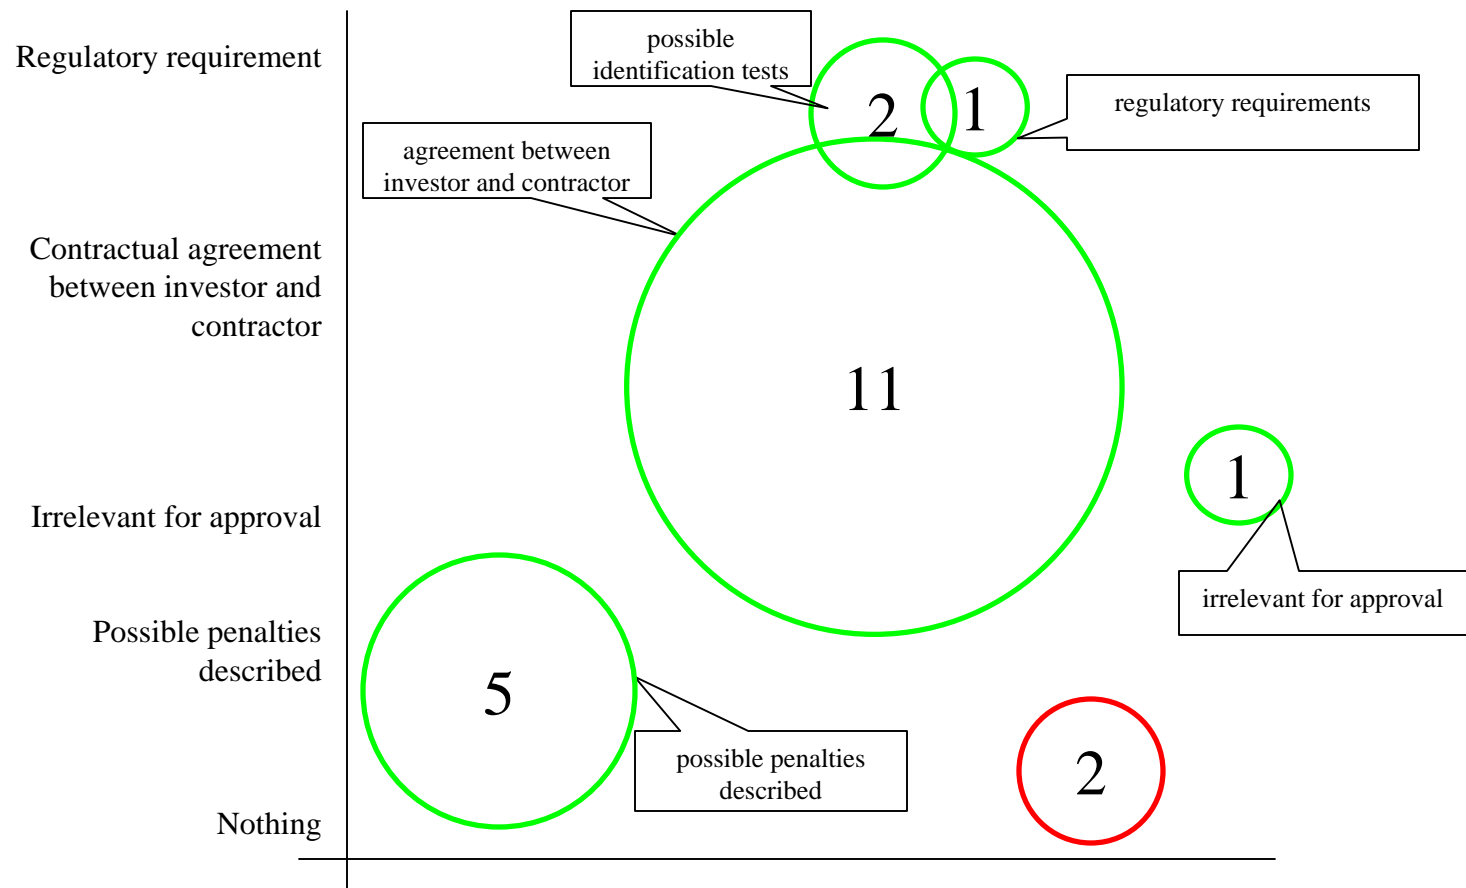 Regulatory requirement
possible
identification tests
2
1
regulatory requirements
agreement between
investor and contractor
Contractual agreement
between investor and
contractor
11
1
Irrelevant for approval
irrelevant for approval
Possible penalties
described
5
possible penalties
described
2
Nothing